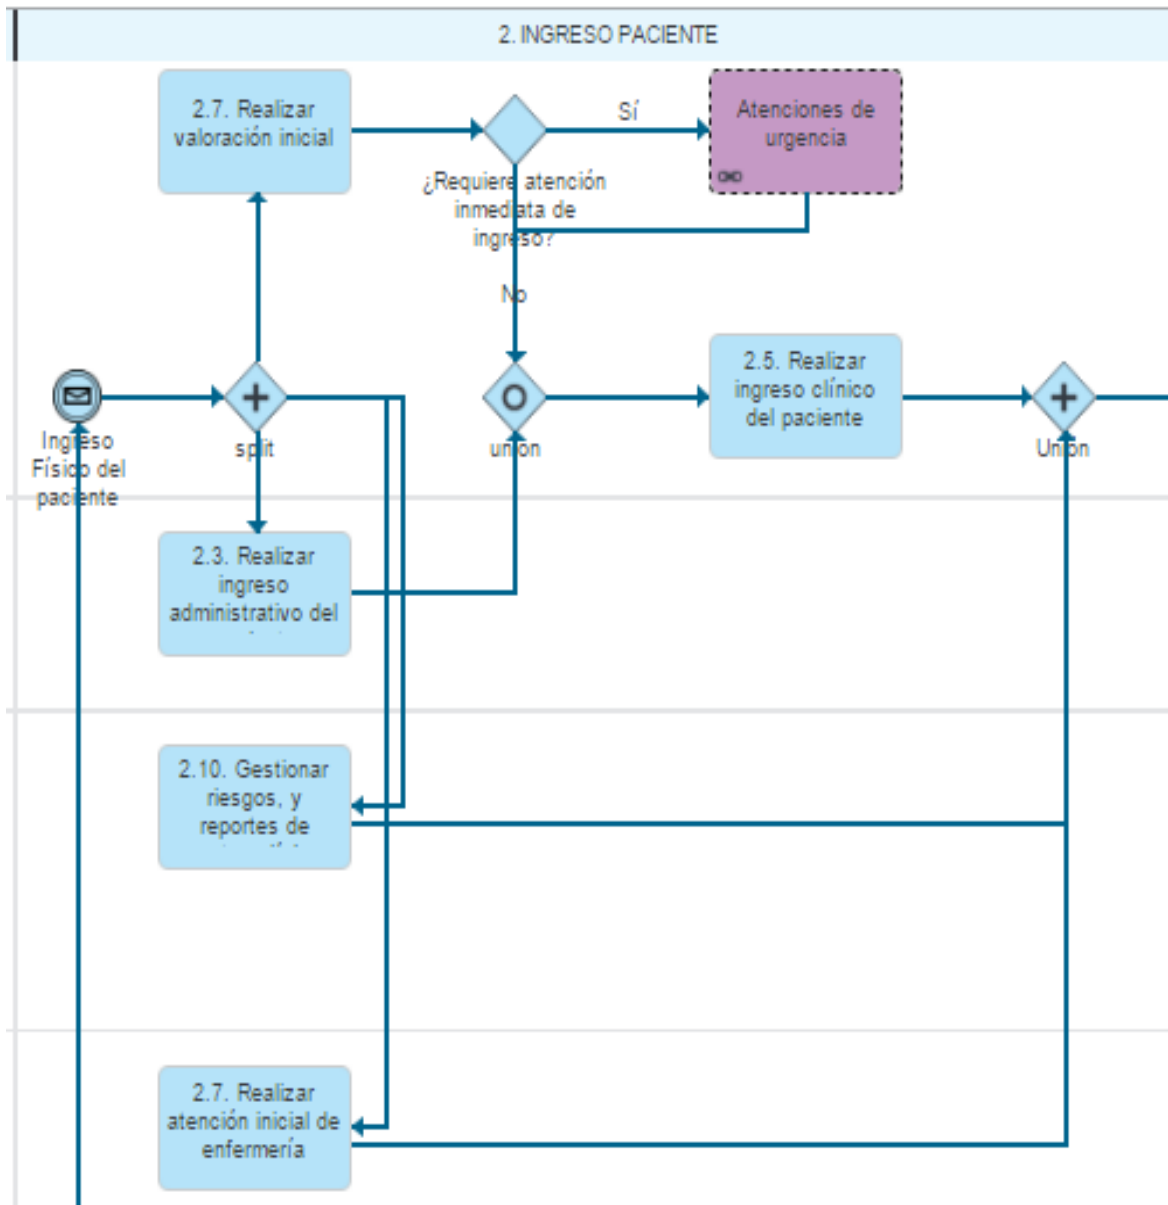 2. INGRESO PACIENTE
2.7. Realizar
valoración inicial
Sí
Atenciones de
urgencia
¿Requiere atención
inmediata de
ingreso?
No
Ingreso
Físico del
paciente
split
unión
2.5. Realizar
ingreso clínico
del paciente
Unión
2.3. Realizar
ingreso
administrativo del
2.10. Gestionar
riesgos, y
reportes de
2.7. Realizar
atención inicial de
enfermería